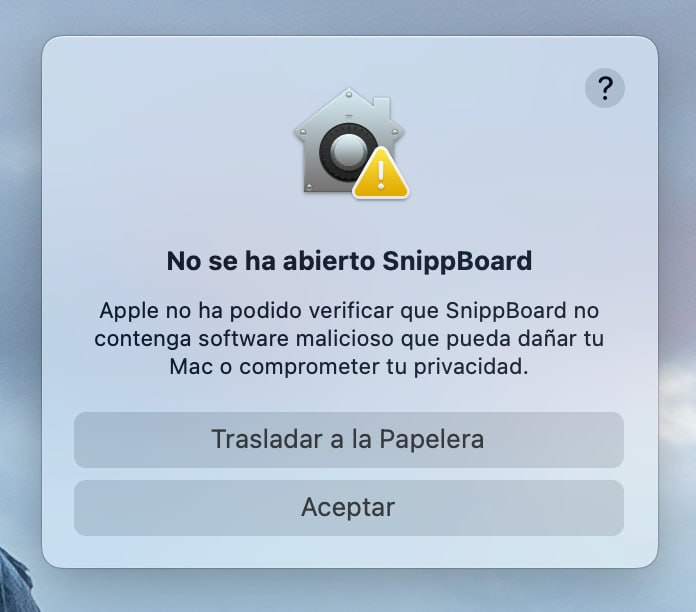 ?
No se ha abierto SnippBoard
Apple no ha podido verificar que SnippBoard no
contenga software malicioso que pueda dañar tu
Mac o comprometer tu privacidad.
Trasladar a la Papelera
Aceptar